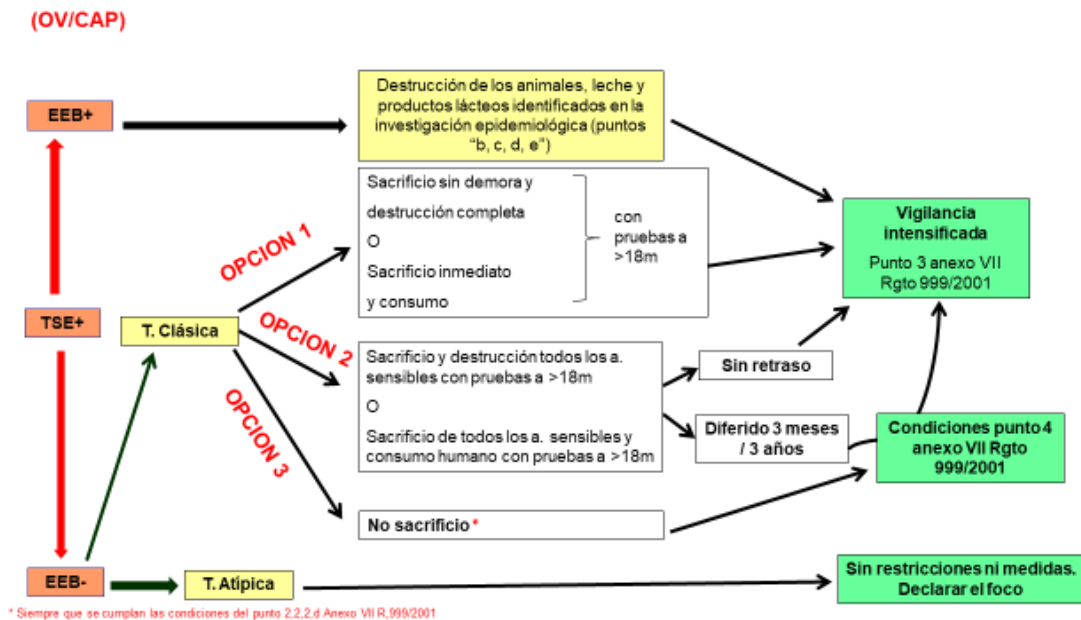 (OV/CAP)
EEB+
Destrucción de los animales, leche y
productos lácteos identificados en la
investigación epidemiológica (puntos
“b, c, d, e”)
Sacrificio sin demora y
destrucción completa
O
Sacrificio inmediato
y consumo
con
pruebas a
>18m
Vigilancia
intensificada
Punto 3 anexo VII
Rgto 999/2001
OPCION 1
TSE+
T. Clásica
OPCION 2
Sacrificio y destrucción todos los a.
sensibles con pruebas a >18m
O
Sacrificio de todos los a. sensibles y
consumo humano con pruebas a >18m
Sin retraso
Diferido 3 meses
/ 3 años
Condiciones punto 4
anexo VII Rgto
999/2001
OPCION 3
No sacrificio *
EEB-
T. Atípica
Sin restricciones ni medidas.
Declarar el foco
* Siempre que se cumplan las condiciones del punto 2,2,2,d Anexo VII R,999/2001